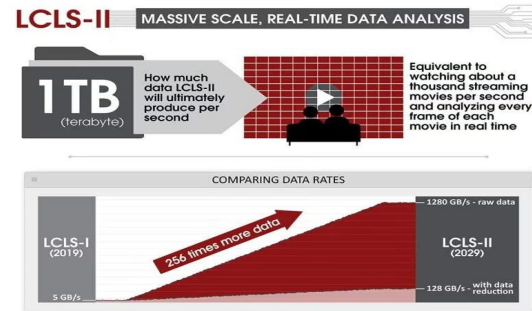 LCLS-II MASSIVE SCALE, REAL-TIME DATA ANALYSIS
1TB
(terabyte)
How much
data LCLS-II
will ultimately
produce per
second
Equivalent to
watching about a
thousand streaming
movies per second
and analyzing every
frame of each
movie in real time
COMPARING DATA RATES
LCLS-I
(2019)
5 GB/s
256 times more data
1280 GB/s - raw data
LCLS-II
(2029)
128 GB/s - with data
reduction